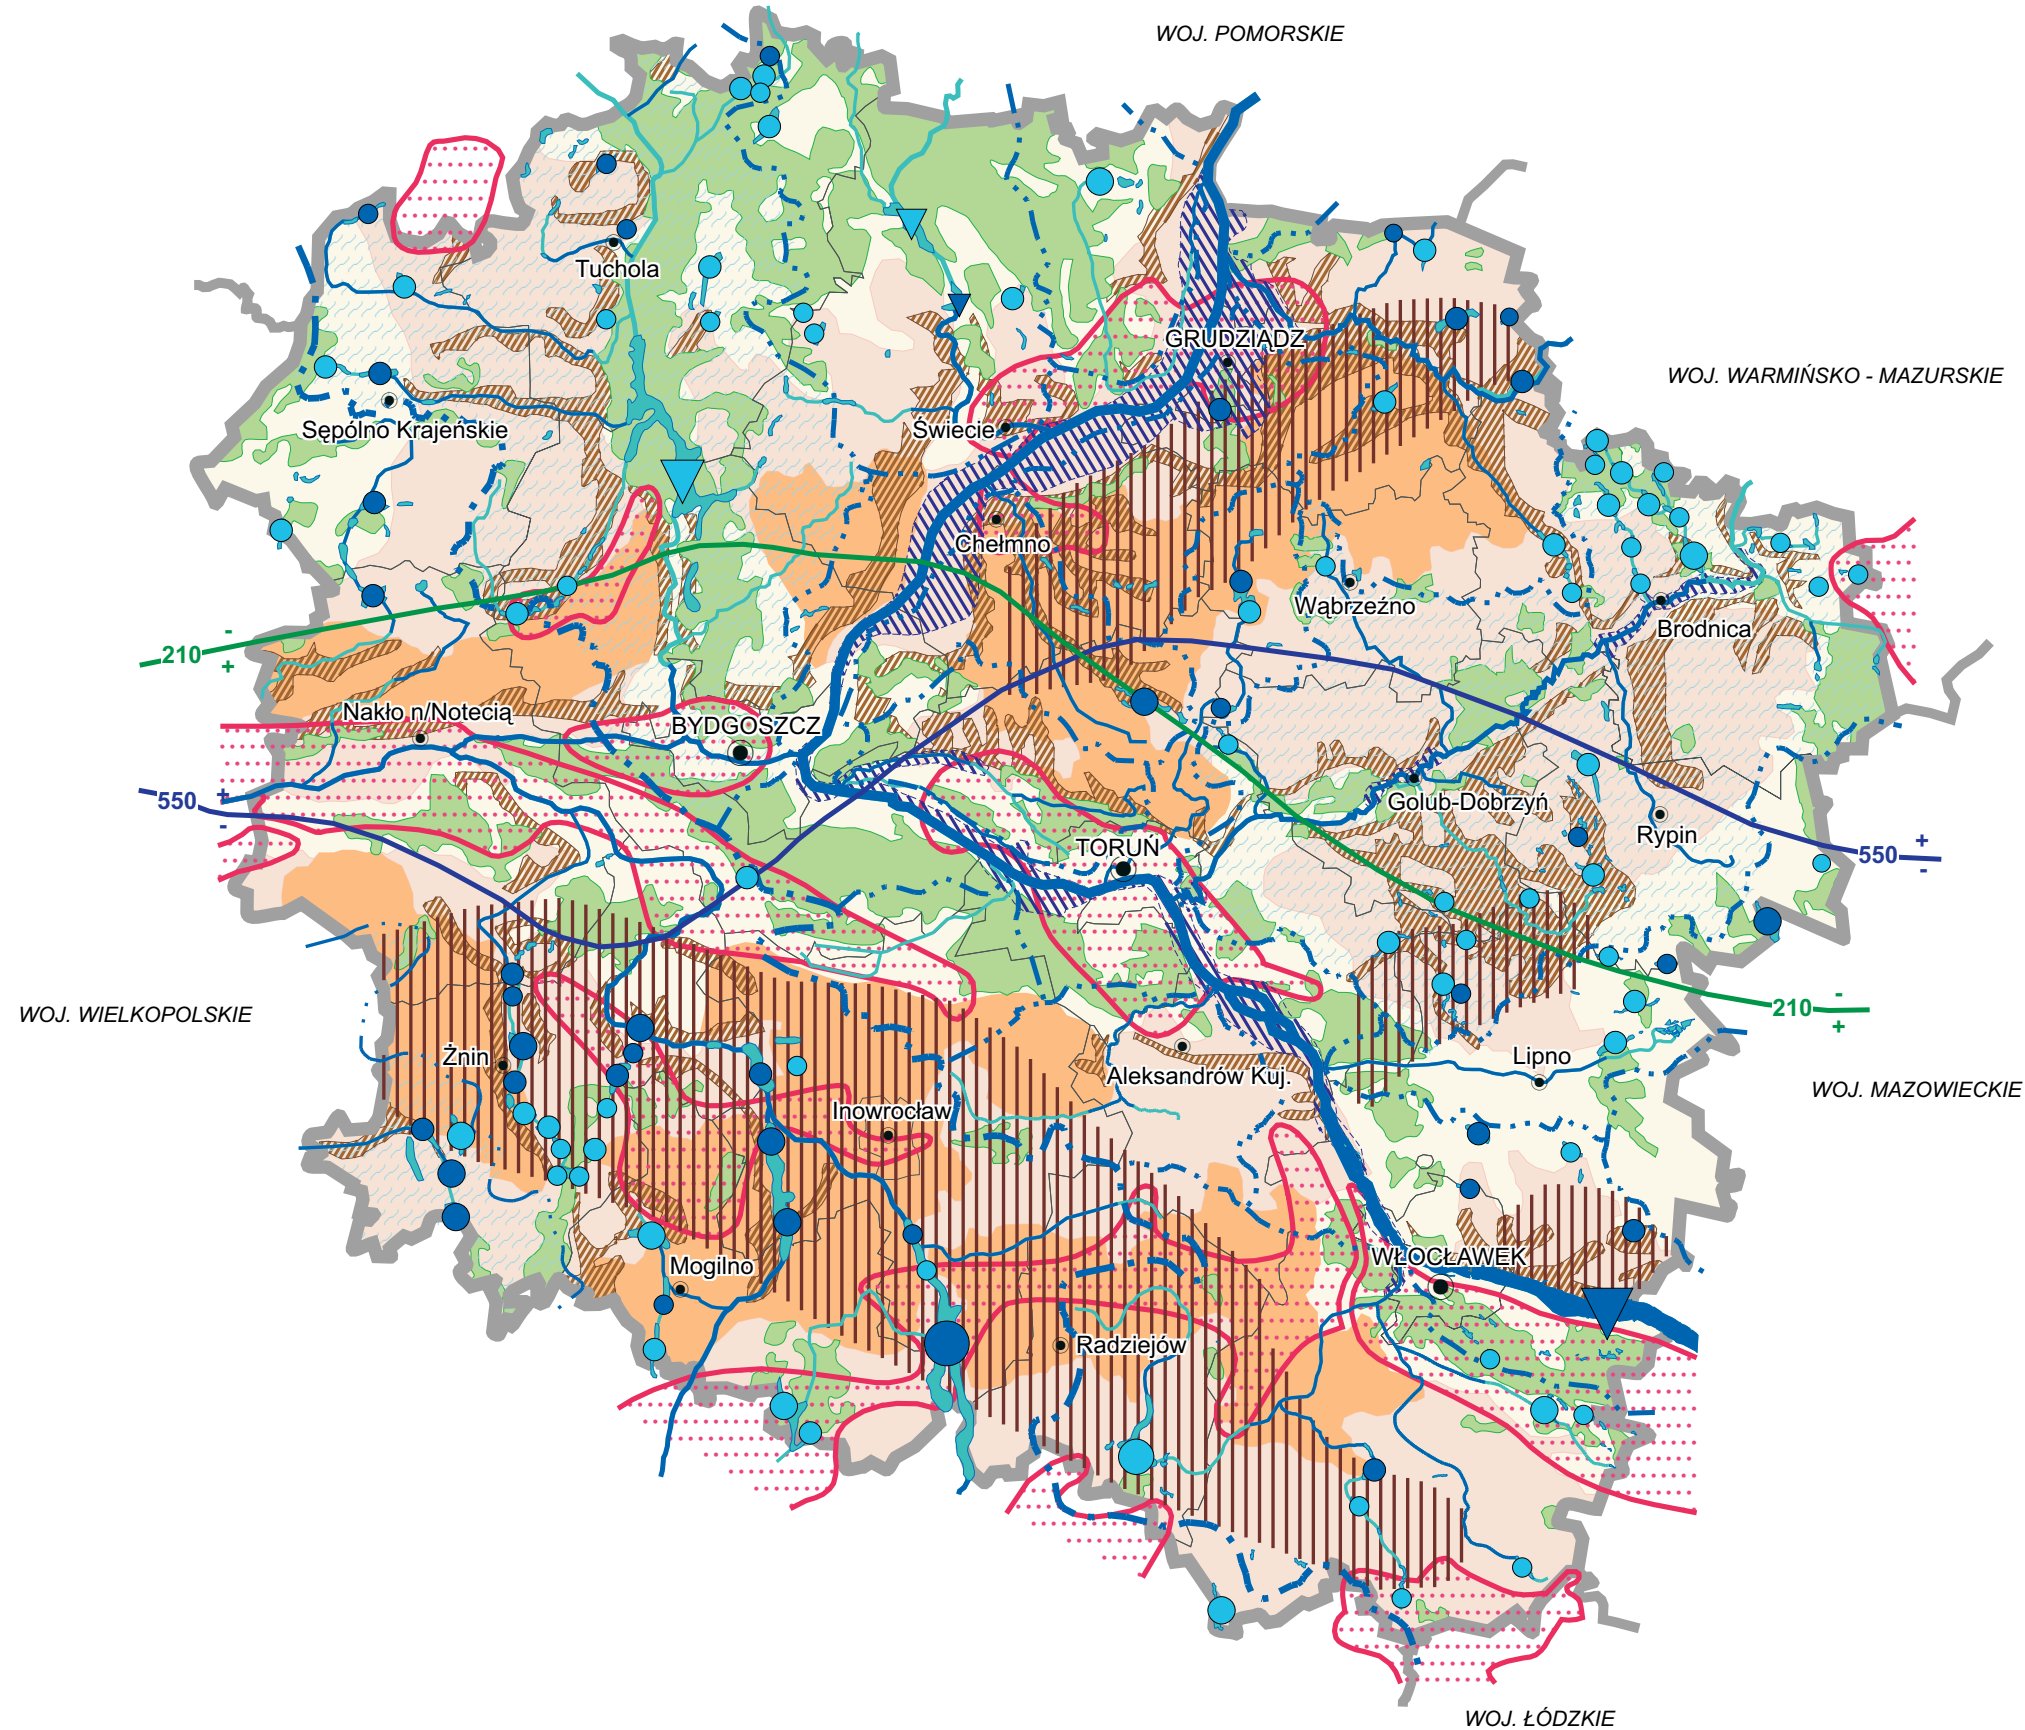 WOJ. POMORSKIE
Tuchola
GRUDZIĄDZ
WOJ. WARMIŃSKO - MAZURSKIE
Sępólno Krajeńskie
Świecie
Chełmno
Wąbrzeźno
Brodnica
-
210
+
Nakło n/Notecią
BYDGOSZCZ
+
550
-
Golub-Dobrzyń
Rypin
+
550
-
TORUŃ
-
210
+
WOJ. WIELKOPOLSKIE
Żnin
Lipno
Aleksandrów Kuj.
WOJ. MAZOWIECKIE
Inowrocław
Mogilno
WŁOCŁAWEK
Radziejów
WOJ. ŁÓDZKIE